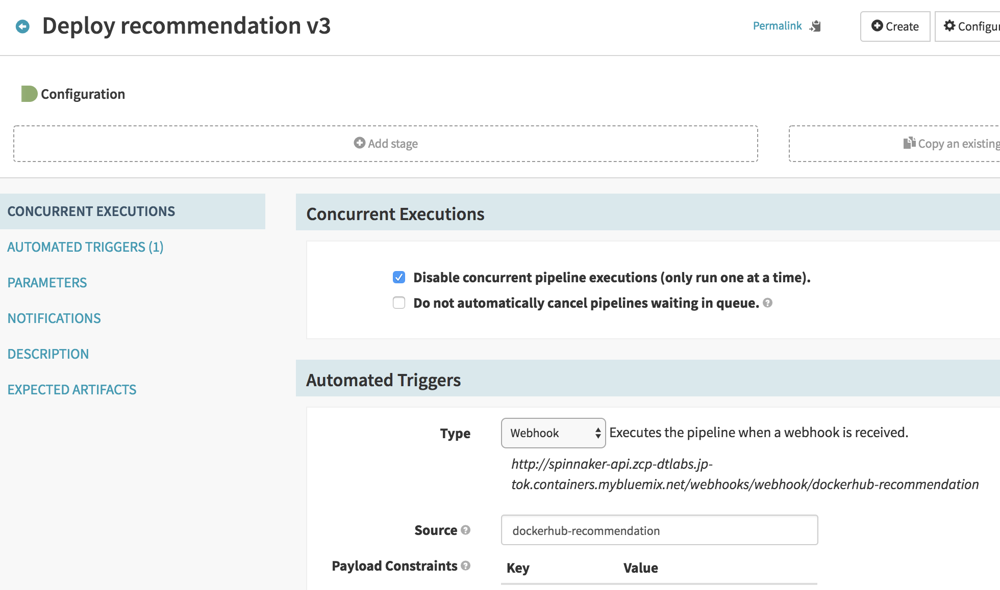 Deploy recommendation v3
Permalink
Create
Configu
Configuration
Add stage
Copy an existing
CONCURRENT EXECUTIONS
AUTOMATED TRIGGERS (1)
PARAMETERS
NOTIFICATIONS
DESCRIPTION
EXPECTED ARTIFACTS
Concurrent Executions
Disable concurrent pipeline executions (only run one at a time).
Do not automatically cancel pipelines waiting in queue.
Automated Triggers
Type
Webhook
Executes the pipeline when a webhook is received.
http://spinnaker-api.zcp-dtlabs.jp-
tok.containers.mybluemix.net/webhooks/webhook/dockerhub-recommendation
Source
dockerhub-recommendation
Payload Constraints
Key Value